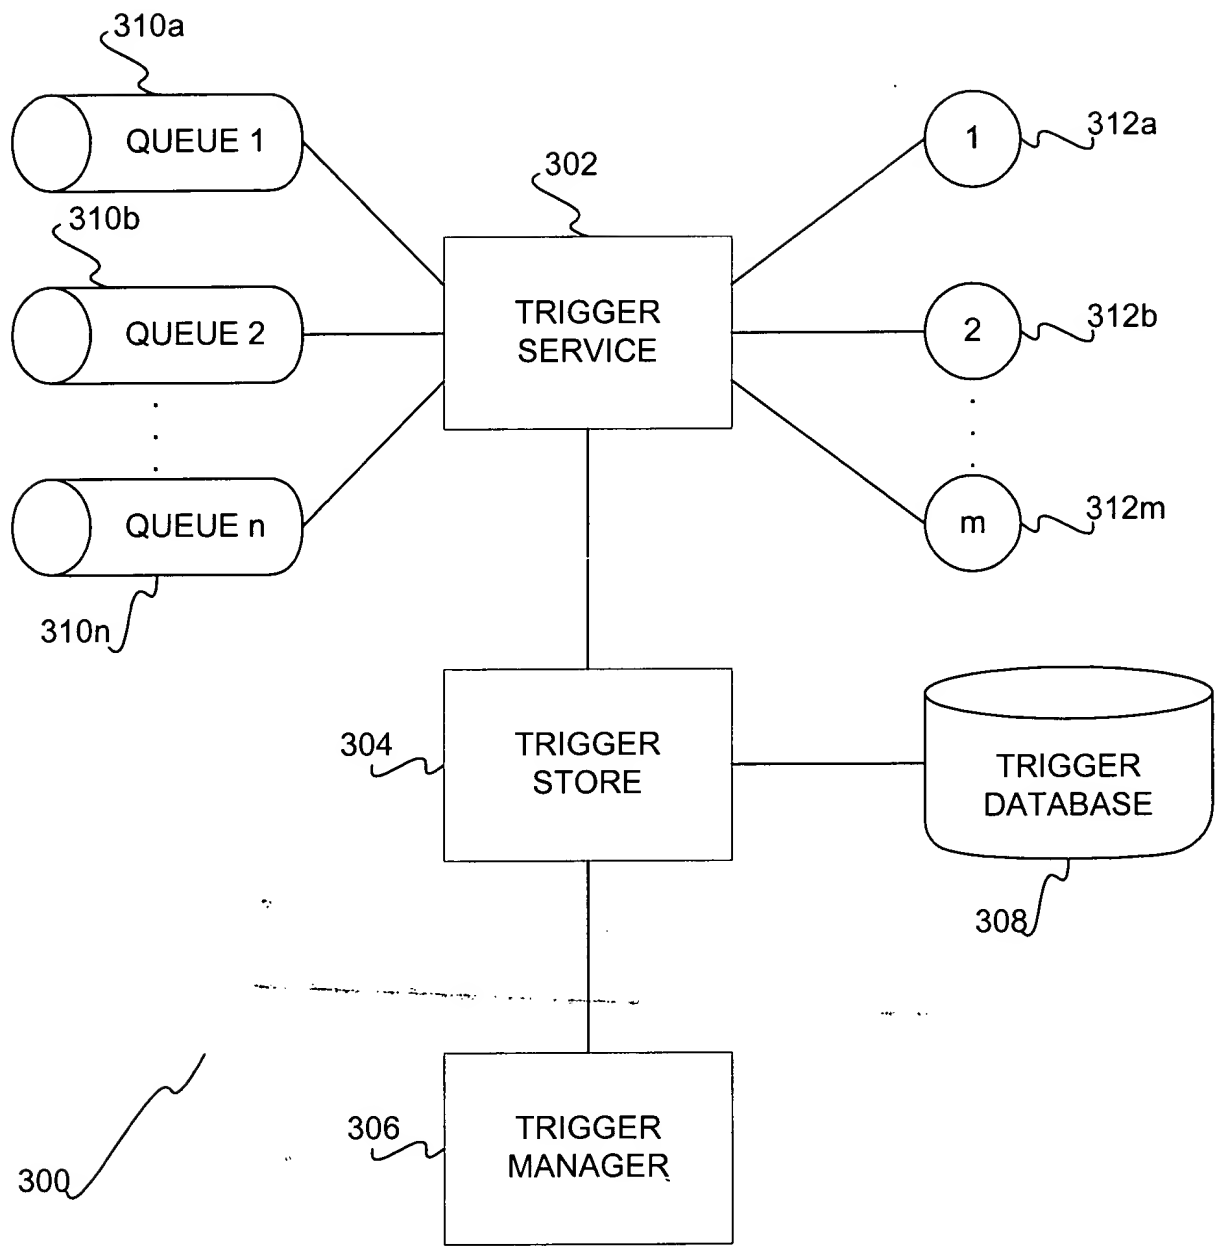 310a
QUEUE 1
1
312a
302
310b
TRIGGER
SERVICE
QUEUE 2
2
312b
QUEUE n
m
312m
310n
304
TRIGGER
STORE
TRIGGER
DATABASE
308
306
TRIGGER
MANAGER
300